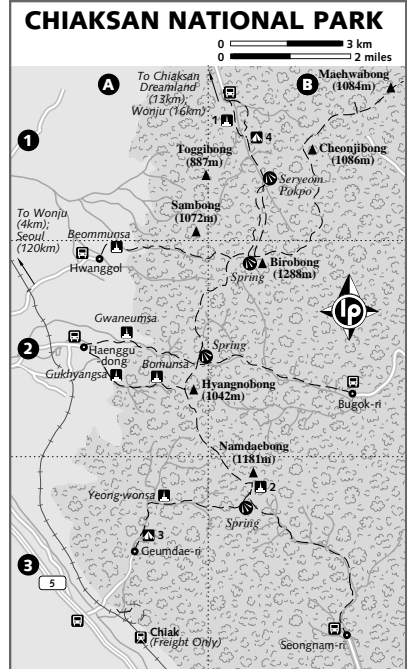 CHIAKSAN NATIONAL PARK
0 3 km
0 2 miles
A
B
To Chiaksan
Dreamland
(13km);
Wonju (16km)
Maehwabong
(1084m)
1
1
4
Cheonjibong
(1086m)
Toggibong
(887m)
Seryeom
Pokpo
Sambong
(1072m)
To Wonju
(4km);
Seoul
(120km)
Beommunsa
Hwanggol
Birobong
(1288m)
Spring
lp
Gwaneumsa
2
Haenggu
-dong
Spring
Bomunsa
Gukhyangsa
Hyangnobong
(1042m)
Bugok-ri
Namdaebong
(1181m)
2
Yeong-wonsa
Spring
3
3
Geumdae-ri
5
Chiak
(Freight Only)
Seongnam-ri